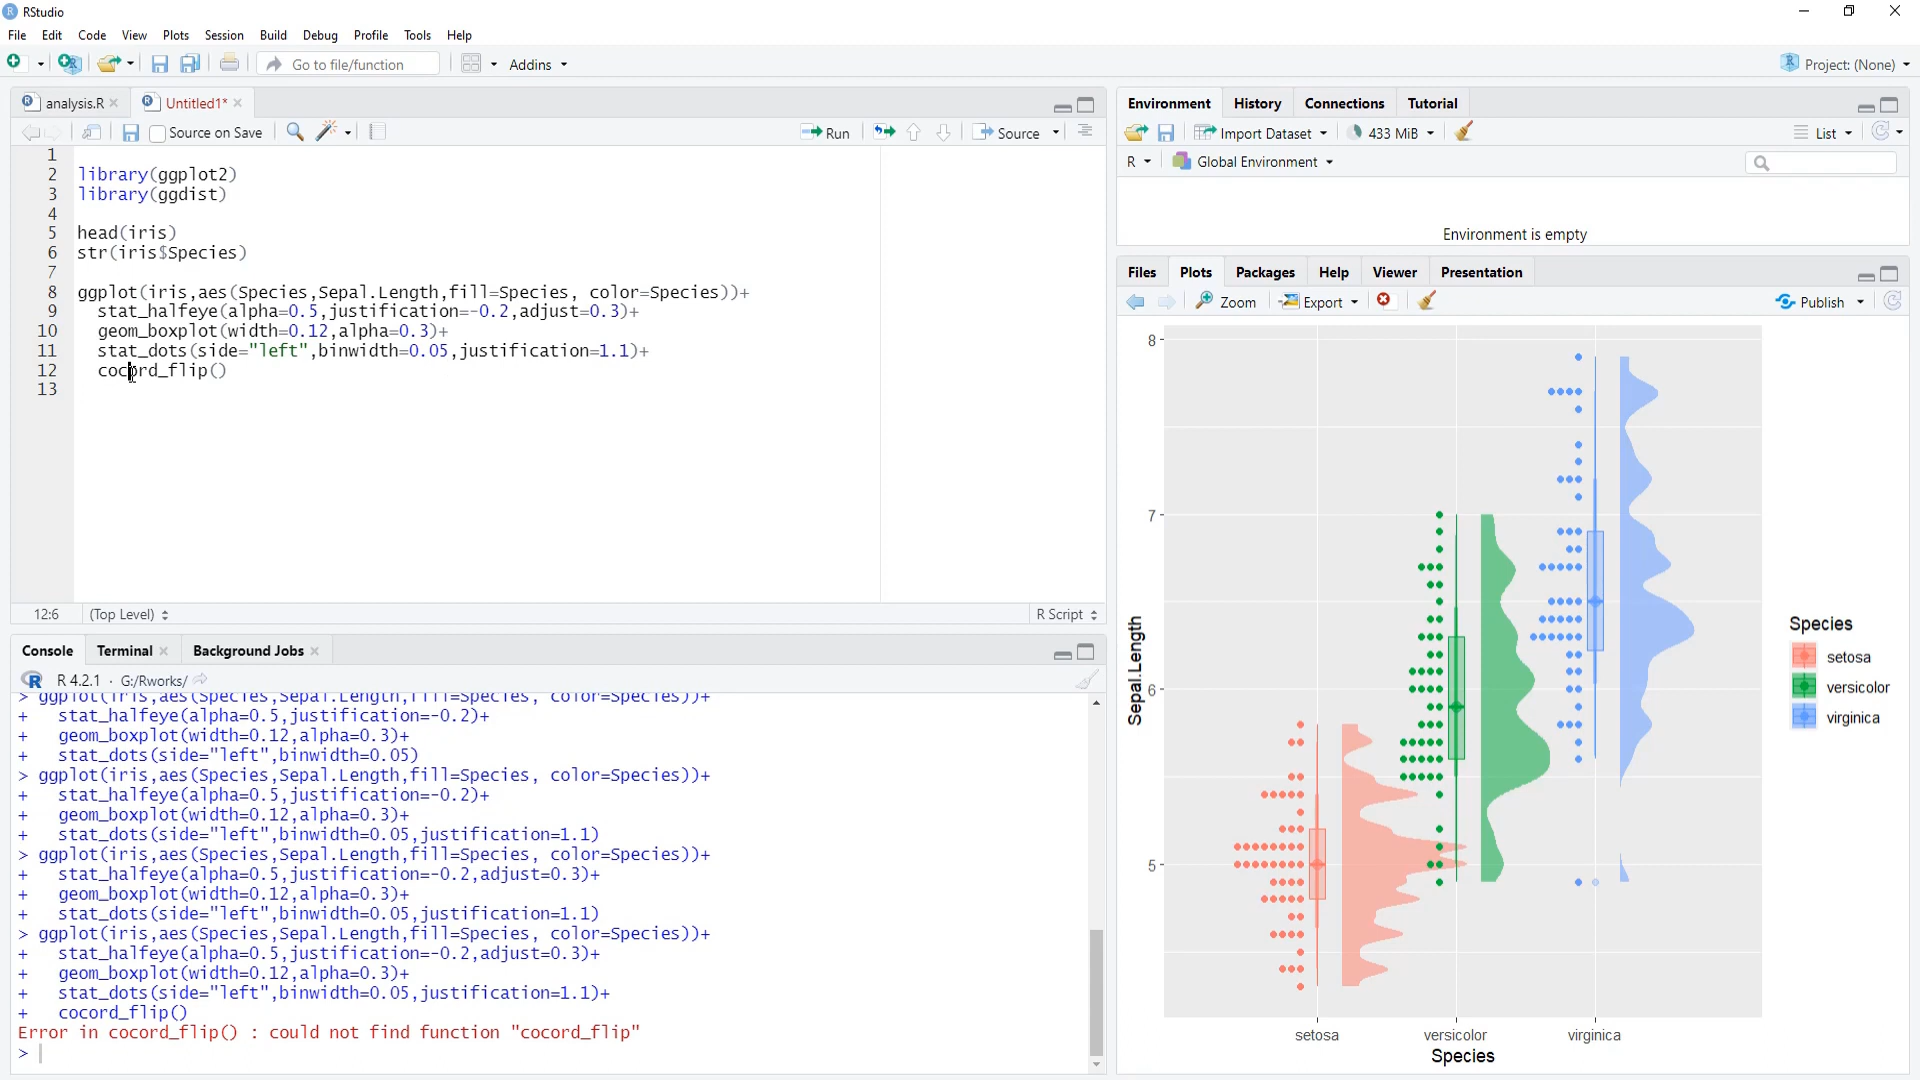 RStudio
File Edit Code View Plots Session Build Debug Profile Tools Help
Go to file/function Addins Project: (None)
analysis.R Untitled1*
Source on Save Run Source
1
2 library(ggplot2)
3 library(ggdist)
4
5 head(iris)
6 str(iris$Species)
7
8 ggplot(iris,aes(Species,Sepal.Length,fill=Species, color=Species))+
9 stat_halfeye(alpha=0.5,justification=-0.2,adjust=0.3)+
10 geom_boxplot(width=0.12,alpha=0.3)+
11 stat_dots(side="left",binwidth=0.05,justification=1.1)+
12 cocord_flip()
13
12:6 (Top Level) R Script
Console Terminal Background Jobs
R 4.2.1 · G:/Rworks/
> ggplot(iris,aes(Species,Sepal.Length,fill=Species, color=Species))+
+ stat_halfeye(alpha=0.5,justification=-0.2)+
+ geom_boxplot(width=0.12,alpha=0.3)+
+ stat_dots(side="left",binwidth=0.05)
> ggplot(iris,aes(Species,Sepal.Length,fill=Species, color=Species))+
+ stat_halfeye(alpha=0.5,justification=-0.2)+
+ geom_boxplot(width=0.12,alpha=0.3)+
+ stat_dots(side="left",binwidth=0.05,justification=1.1)
> ggplot(iris,aes(Species,Sepal.Length,fill=Species, color=Species))+
+ stat_halfeye(alpha=0.5,justification=-0.2,adjust=0.3)+
+ geom_boxplot(width=0.12,alpha=0.3)+
+ stat_dots(side="left",binwidth=0.05,justification=1.1)
> ggplot(iris,aes(Species,Sepal.Length,fill=Species, color=Species))+
+ stat_halfeye(alpha=0.5,justification=-0.2,adjust=0.3)+
+ geom_boxplot(width=0.12,alpha=0.3)+
+ stat_dots(side="left",binwidth=0.05,justification=1.1)+
+ cocord_flip()
Error in cocord_flip() : could not find function "cocord_flip"
>
Environment History Connections Tutorial
Import Dataset 433 MiB List
R Global Environment
Environment is empty
Files Plots Packages Help Viewer Presentation
Zoom Export Publish
8
7
6
5
Sepal.Length
setosa versicolor virginica
Species
Species
setosa
versicolor
virginica